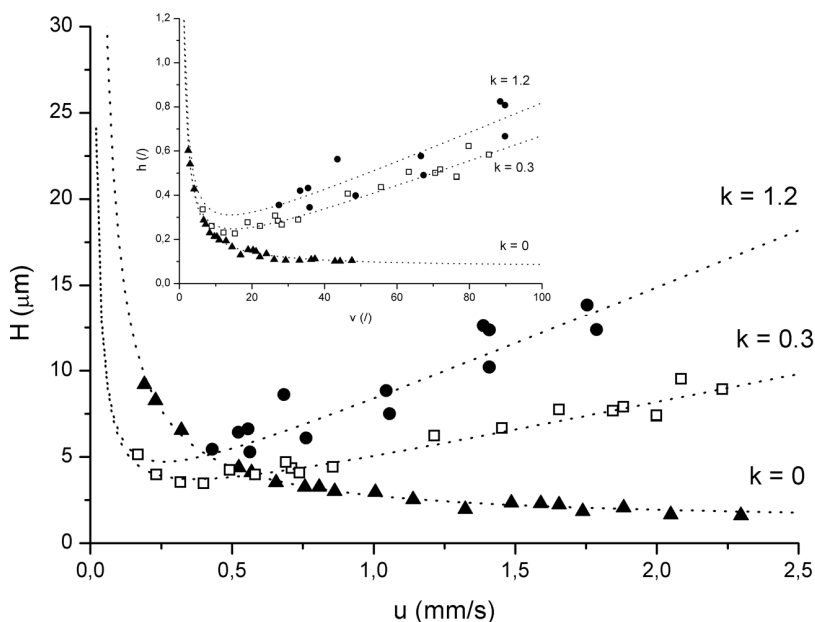 30
25
20
15
10
5
0
H (μm)
0,0 0,5 1,0 1,5 2,0 2,5
u (mm/s)
k = 1.2
k = 0.3
k = 0
1,2
1,0
0,8
0,6
0,4
0,2
0,0
h (/)
0 20 40 60 80 100
v (/)
k = 1.2
k = 0.3
k = 0